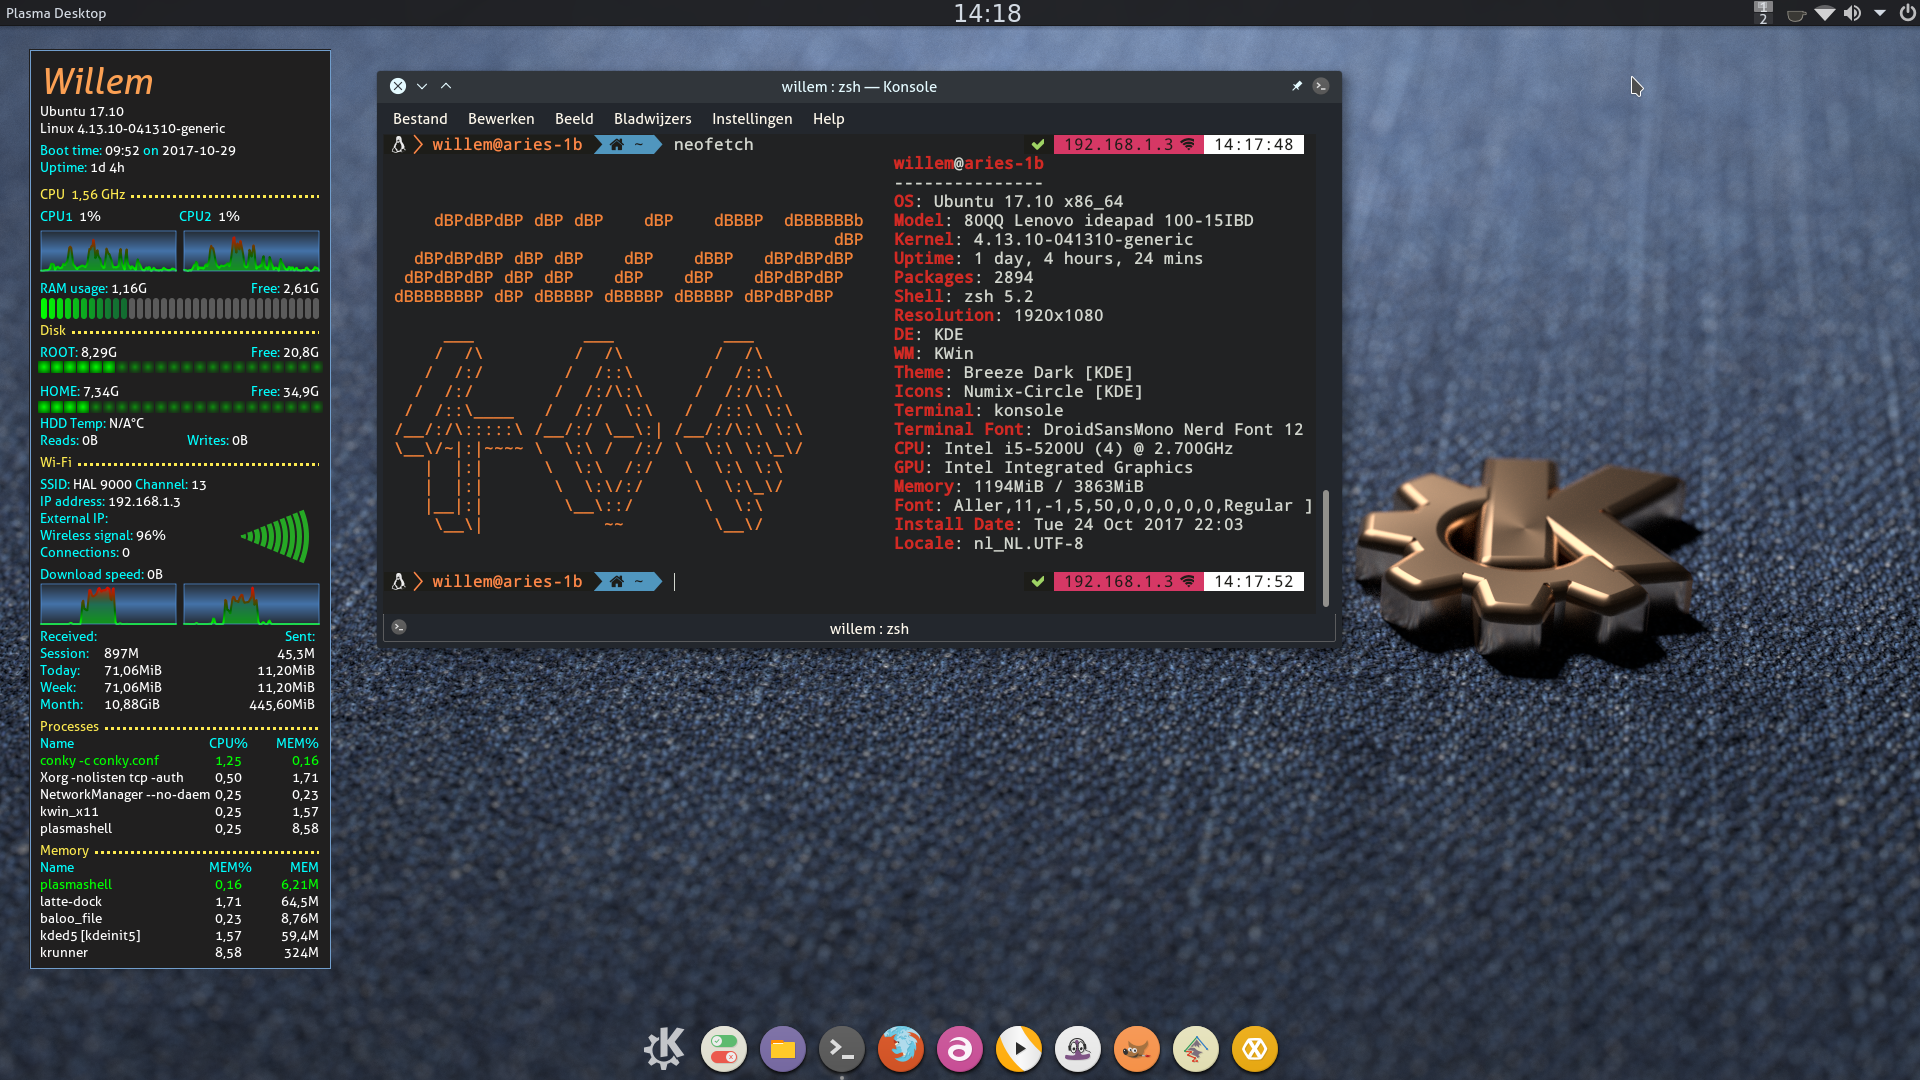 Plasma Desktop
14:18
1
2
Willem
Ubuntu 17.10
Linux 4.13.10-041310-generic
Boot time: 09:52 on 2017-10-29
Uptime: 1d 4h
CPU 1,56 GHz
CPU1 1% CPU2 1%
RAM usage: 1,16G Free: 2,61G
Disk
ROOT: 8,29G Free: 20,8G
HOME: 7,34G Free: 34,9G
HDD Temp: N/A°C
Reads: 0B Writes: 0B
Wi-Fi
SSID: HAL 9000 Channel: 13
IP address: 192.168.1.3
External IP:
Wireless signal: 96%
Connections: 0
Download speed: 0B
Received: Sent:
Session: 897M 45,3M
Today: 71,06MiB 11,20MiB
Week: 71,06MiB 11,20MiB
Month: 10,88GiB 445,60MiB
Processes
Name CPU% MEM%
conky -c conky.conf 1,25 0,16
Xorg -nolisten tcp -auth 0,50 1,71
NetworkManager --no-daem 0,25 0,23
kwin_x11 0,25 1,57
plasmashell 0,25 8,58
Memory
Name MEM% MEM
plasmashell 0,16 6,21M
latte-dock 1,71 64,5M
baloo_file 0,23 8,76M
kded5 [kdeinit5] 1,57 59,4M
krunner 8,58 324M
willem : zsh — Konsole
Bestand Bewerken Beeld Bladwijzers Instellingen Help
willem@aries-1b ~ neofetch 192.168.1.3 14:17:48
dBPdBPdBP dBP dBP dBP dBBBP dBBBBBBb
dBP
dBPdBPdBP dBP dBP dBP dBBP dBPdBPdBP
dBPdBPdBP dBP dBP dBP dBP dBPdBPdBP
dBBBBBBBP dBP dBBBBP dBBBBP dBBBBP dBPdBPdBP
willem@aries-1b
---------------
OS: Ubuntu 17.10 x86_64
Model: 80QQ Lenovo ideapad 100-15IBD
Kernel: 4.13.10-041310-generic
Uptime: 1 day, 4 hours, 24 mins
Packages: 2894
Shell: zsh 5.2
Resolution: 1920x1080
DE: KDE
WM: KWin
Theme: Breeze Dark [KDE]
Icons: Numix-Circle [KDE]
Terminal: konsole
Terminal Font: DroidSansMono Nerd Font 12
CPU: Intel i5-5200U (4) @ 2.700GHz
GPU: Intel Integrated Graphics
Memory: 1194MiB / 3863MiB
Font: Aller,11,-1,5,50,0,0,0,0,0,Regular ]
Install Date: Tue 24 Oct 2017 22:03
Locale: nl_NL.UTF-8
willem@aries-1b ~ 192.168.1.3 14:17:52
willem : zsh